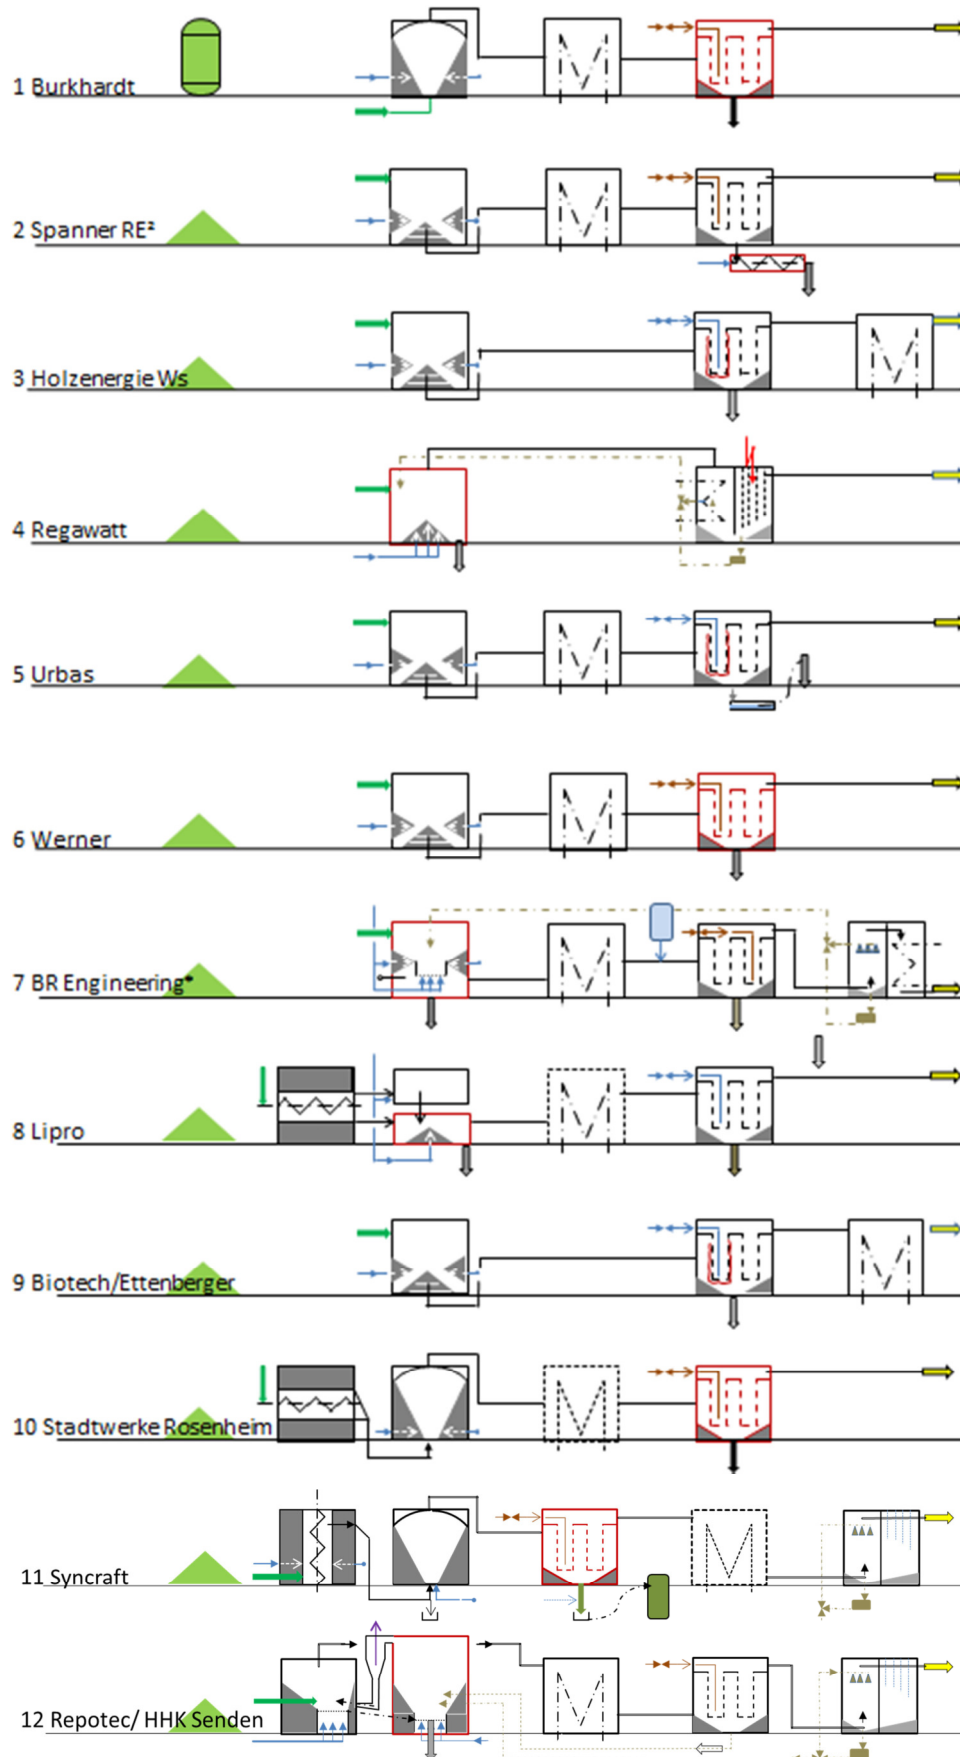 1 Burkhardt
2 Spanner RE²
3 Holzenergie Ws
4 Regawatt
5 Urbas
6 Werner
7 BR Engineering*
8 Lipro
9 Biotech/Ettenberger
10 Stadtwerke Rosenheim
11 Syncraft
12 Repotec/ HHK Senden